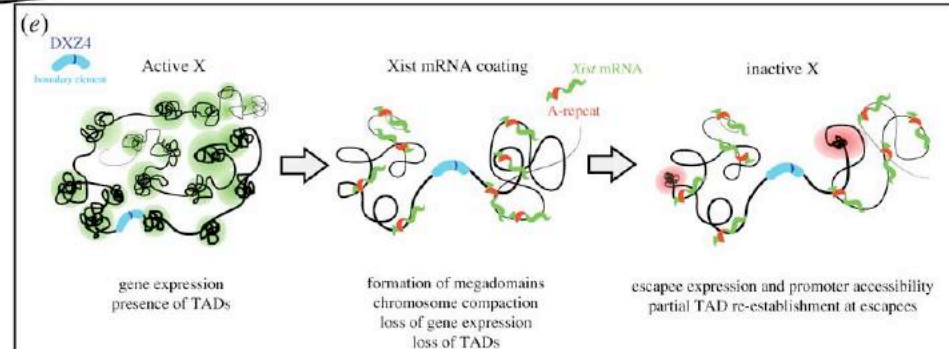 (e)
DXZ4
boundary element
Active X
Xist mRNA coating
Xist mRNA
A-repeat
inactive X
gene expression
presence of TADs
formation of megadomains
chromosome compaction
loss of gene expression
loss of TADs
escapee expression and promoter accessibility
partial TAD re-establishment at escapees